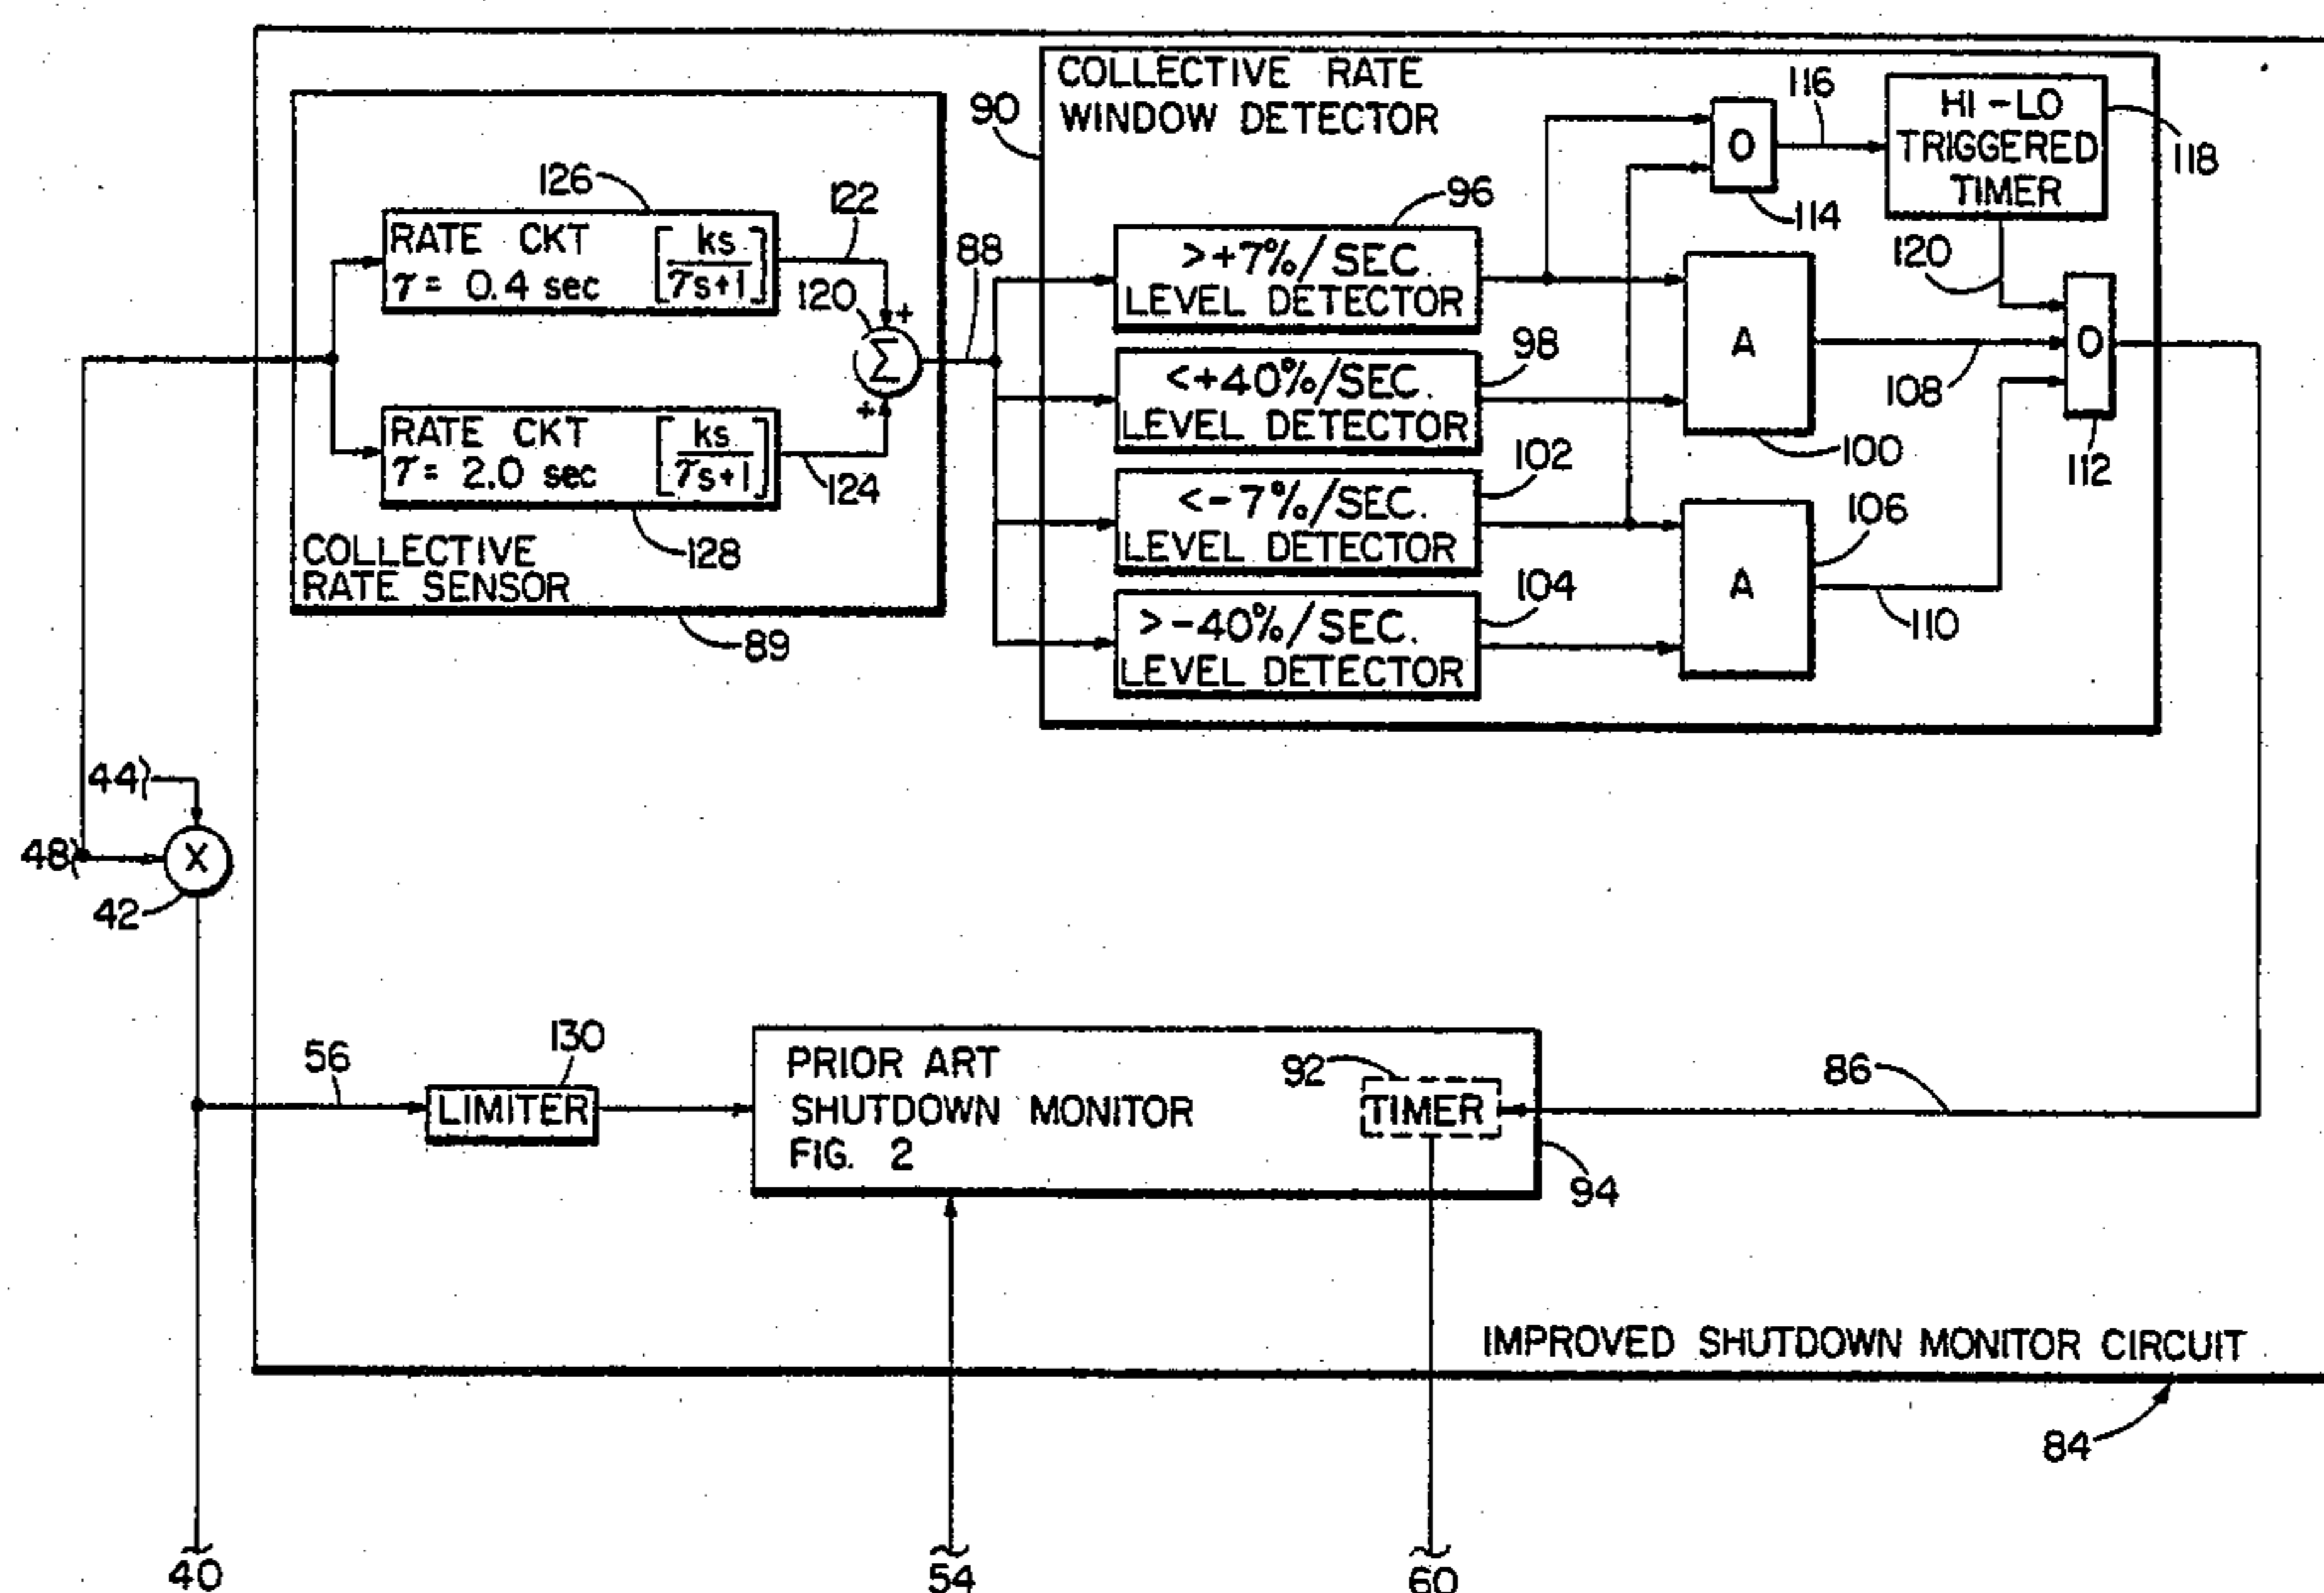 COLLECTIVE RATE
WINDOW DETECTOR
90
116
HI-LO
TRIGGERED
TIMER
118
O
114
126
122
RATE CKT
τ= 0.4 sec
[ks/τs+1]
120
+
Σ
+
88
RATE CKT
τ= 2.0 sec
[ks/τs+1]
124
128
COLLECTIVE
RATE SENSOR
89
96
>+7%/SEC.
LEVEL DETECTOR
98
<+40%/SEC.
LEVEL DETECTOR
102
<-7%/SEC.
LEVEL DETECTOR
104
>-40%/SEC.
LEVEL DETECTOR
A
100
106
A
120
108
O
112
110
44
48
X
42
56
130
LIMITER
PRIOR ART
SHUTDOWN MONITOR
FIG. 2
92
TIMER
86
94
IMPROVED SHUTDOWN MONITOR CIRCUIT
84
40
54
60